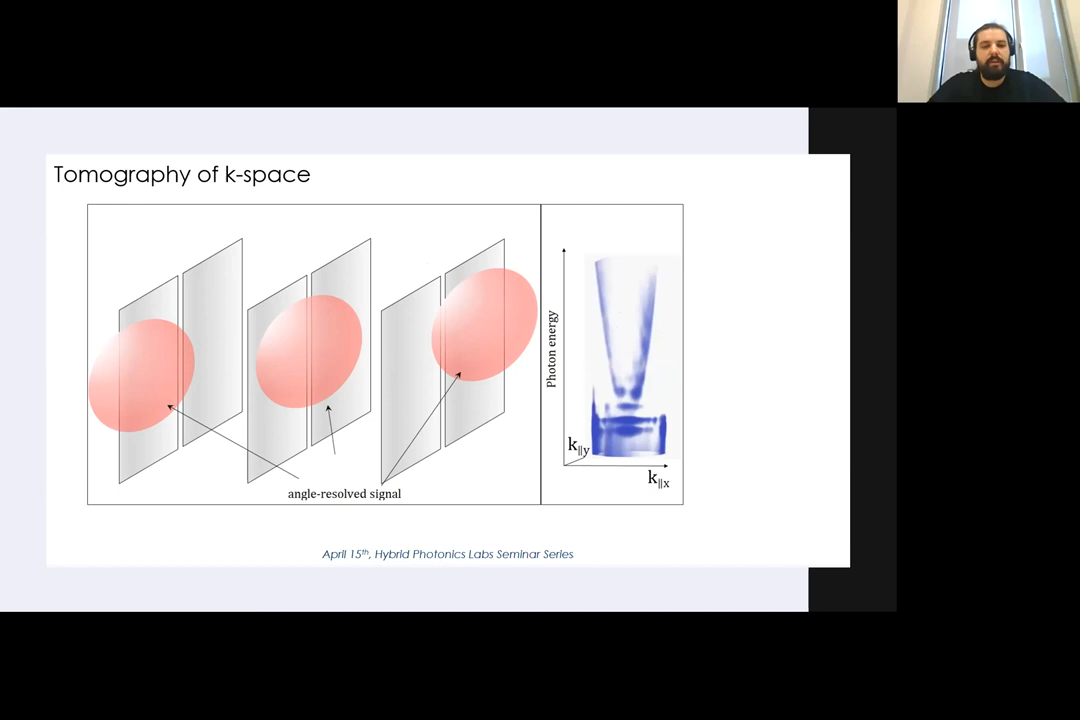 Tomography of k-space
Photon energy
k∥y
k∥x
angle-resolved signal
April 15th, Hybrid Photonics Labs Seminar Series